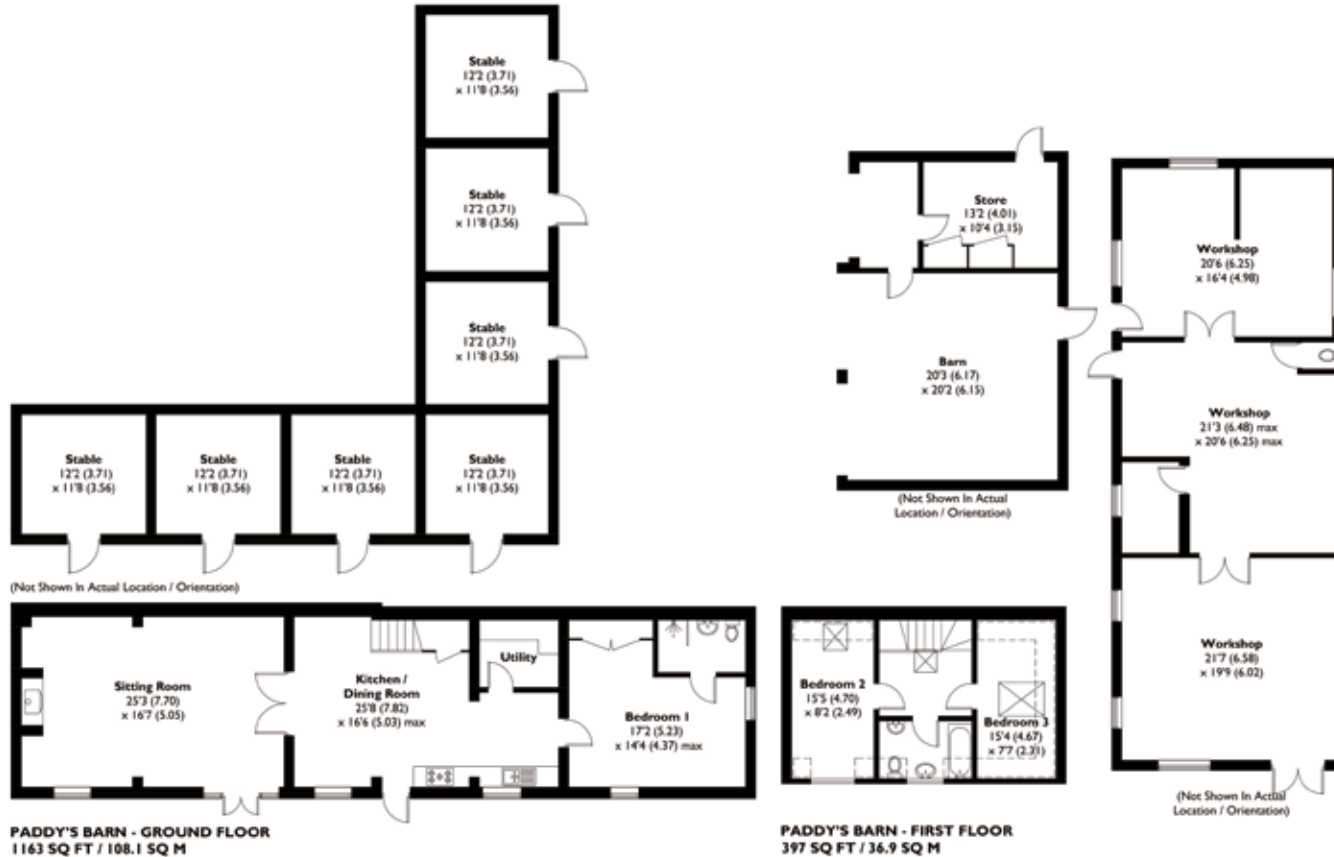 Stable
12'2 (3.71)
x 11'8 (3.56)
Stable
12'2 (3.71)
x 11'8 (3.56)
Stable
12'2 (3.71)
x 11'8 (3.56)
Stable
12'2 (3.71)
x 11'8 (3.56)
Stable
12'2 (3.71)
x 11'8 (3.56)
Stable
12'2 (3.71)
x 11'8 (3.56)
Stable
12'2 (3.71)
x 11'8 (3.56)
(Not Shown In Actual Location / Orientation)
Store
13'2 (4.01)
x 10'4 (3.15)
Barn
20'3 (6.17)
x 20'2 (6.15)
(Not Shown In Actual
Location / Orientation)
Workshop
20'6 (6.25)
x 16'4 (4.98)
Workshop
21'3 (6.48) max
x 20'6 (6.25) max
Workshop
21'7 (6.58)
x 19'9 (6.02)
(Not Shown In Actual
Location / Orientation)
Sitting Room
25'3 (7.70)
x 16'7 (5.05)
Kitchen /
Dining Room
25'8 (7.82)
x 16'6 (5.03) max
Utility
Bedroom 1
17'2 (5.23)
x 14'4 (4.37) max
PADDY'S BARN - GROUND FLOOR
1163 SQ FT / 108.1 SQ M
Bedroom 2
15'5 (4.70)
x 8'2 (2.49)
Bedroom 3
15'4 (4.67)
x 7'7 (2.31)
PADDY'S BARN - FIRST FLOOR
397 SQ FT / 36.9 SQ M